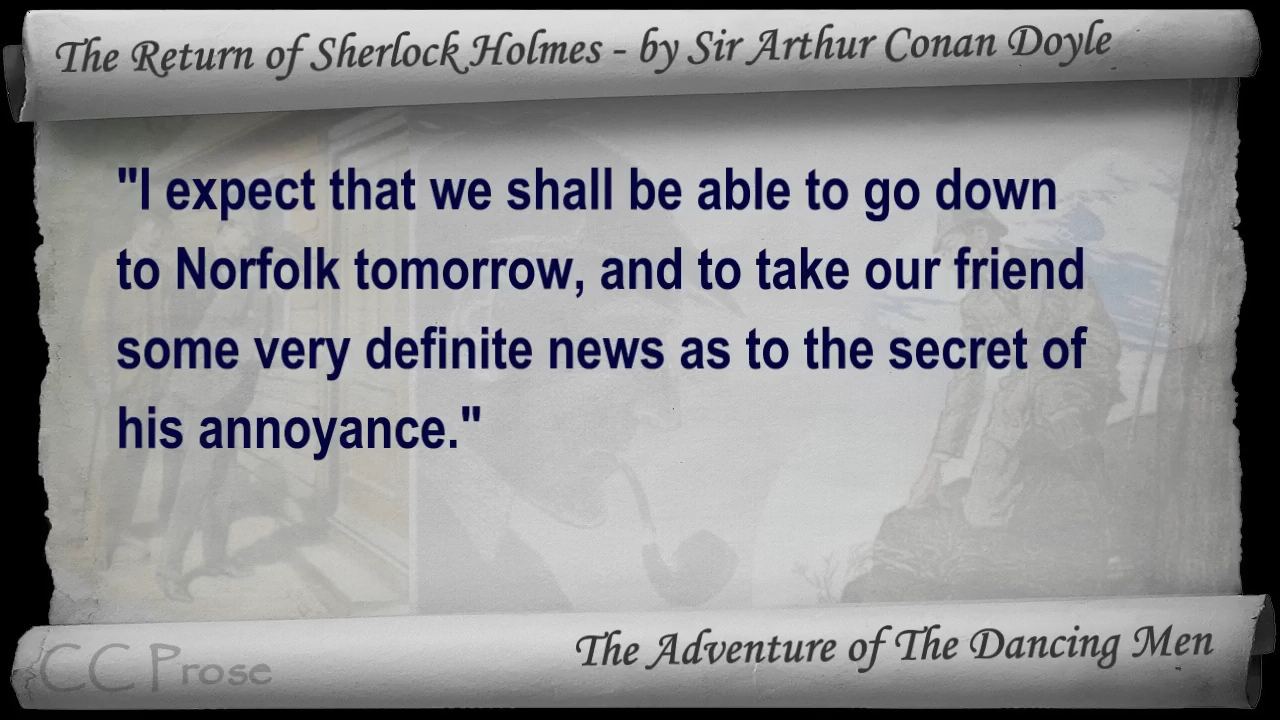 The Return of Sherlock Holmes - by Sir Arthur Conan Doyle
"I expect that we shall be able to go down
to Norfolk tomorrow, and to take our friend
some very definite news as to the secret of
his annoyance."
The Adventure of The Dancing Men
CC Prose